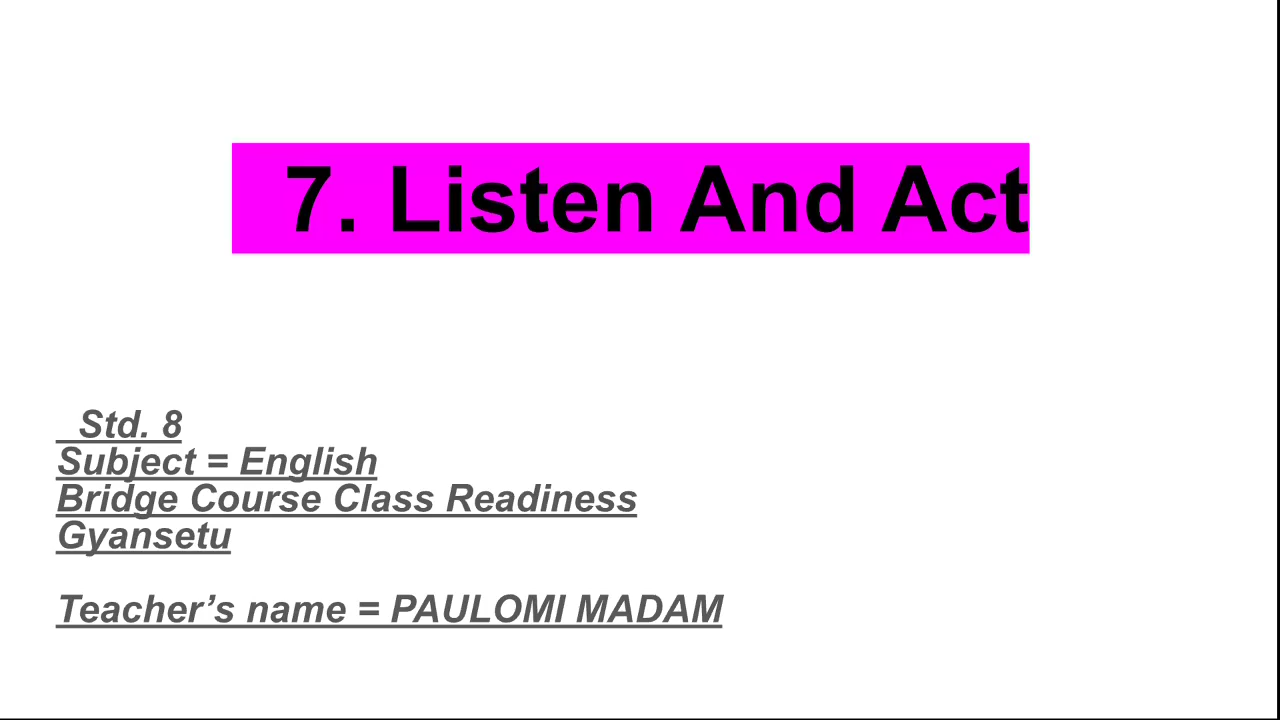 7. Listen And Act
Std. 8
Subject = English
Bridge Course Class Readiness
Gyansetu
Teacher’s name = PAULOMI MADAM